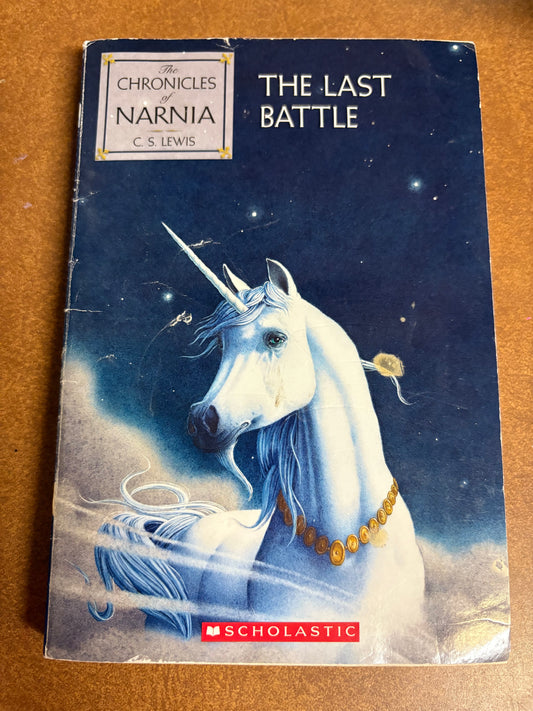 The
CHRONICLES
of
NARNIA
C. S. LEWIS
THE LAST
BATTLE
SCHOLASTIC